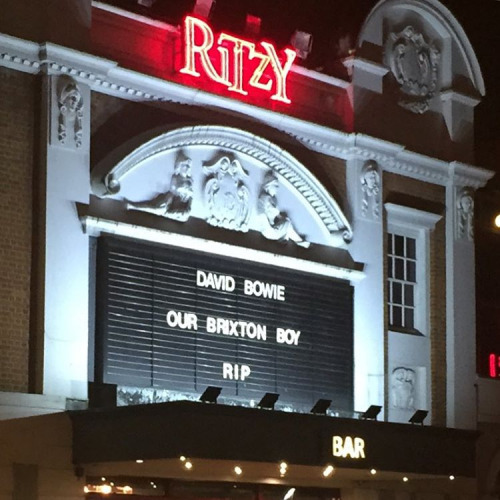 RITZY
DAVID BOWIE
OUR BRIXTON BOY
RIP
BAR